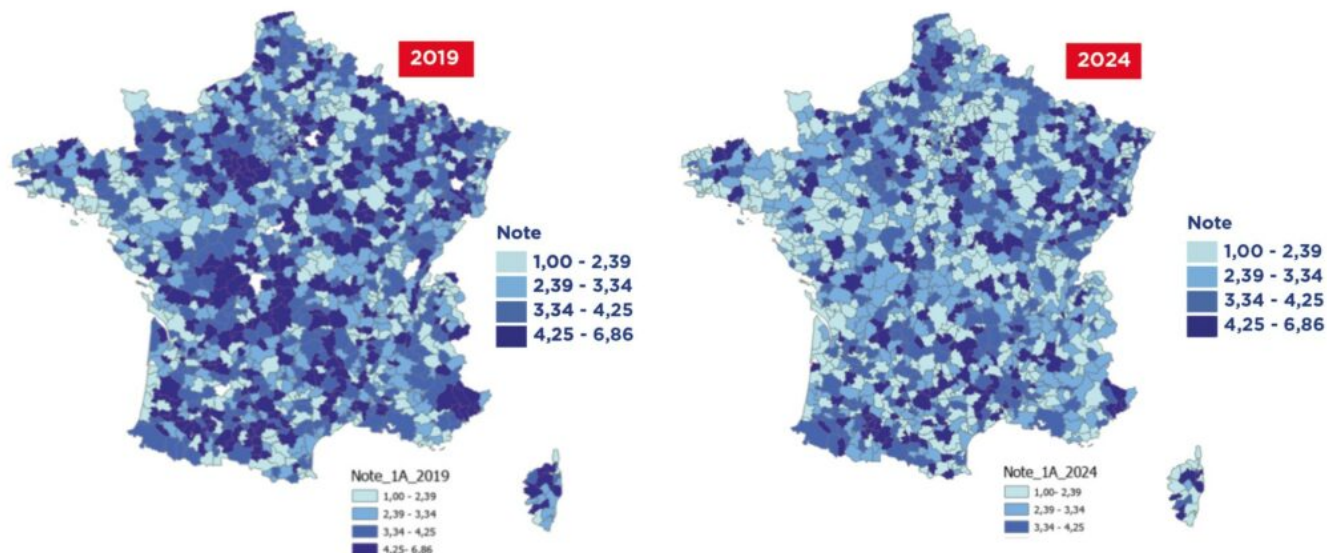 2019
Note
1,00 - 2,39
2,39 - 3,34
3,34 - 4,25
4,25 - 6,86
Note_1A_2019
1,00 - 2,39
2,39 - 3,34
3,34 - 4,25
4,25- 6,86
2024
Note
1,00 - 2,39
2,39 - 3,34
3,34 - 4,25
4,25 - 6,86
Note_1A_2024
1,00- 2,39
2,39 - 3,34
3,34 - 4,25